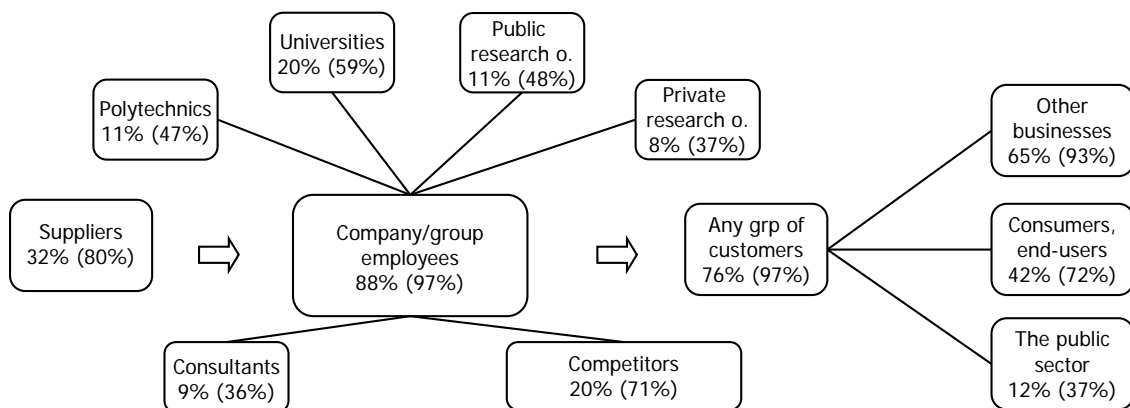 Universities
20% (59%)
Public
research o.
11% (48%)
Polytechnics
11% (47%)
Private
research o.
8% (37%)
Suppliers
32% (80%)
Company/group
employees
88% (97%)
Any grp of
customers
76% (97%)
Other
businesses
65% (93%)
Consumers,
end-users
42% (72%)
The public
sector
12% (37%)
Consultants
9% (36%)
Competitors
20% (71%)